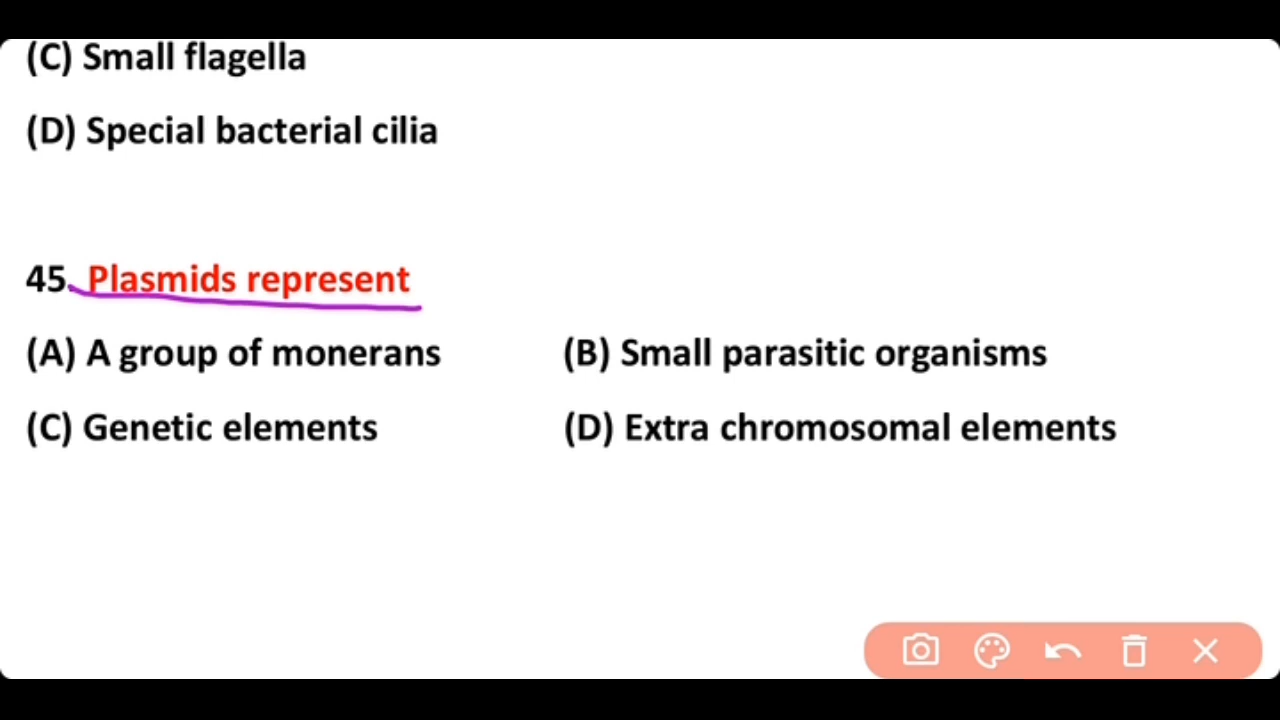 (C) Small flagella
(D) Special bacterial cilia
45. Plasmids represent
(A) A group of monerans (B) Small parasitic organisms
(C) Genetic elements (D) Extra chromosomal elements